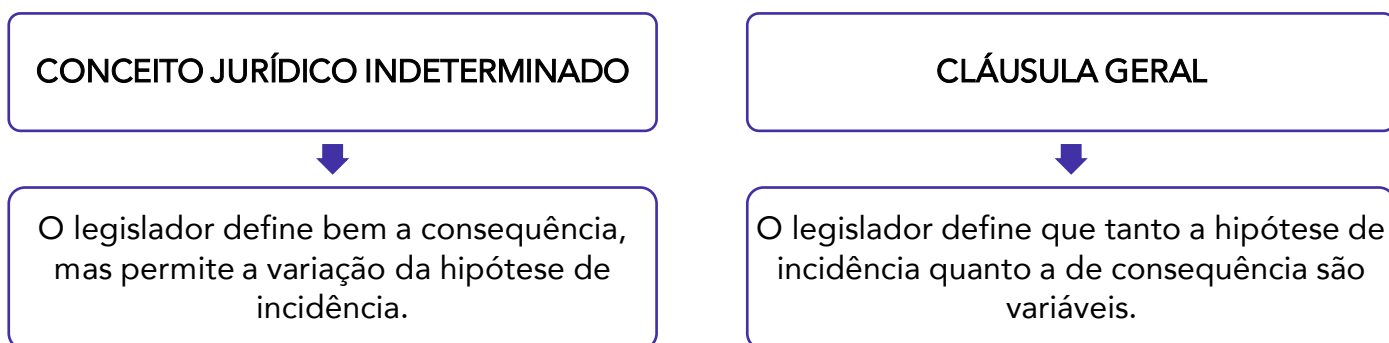 CONCEITO JURÍDICO INDETERMINADO
O legislador define bem a consequência,
mas permite a variação da hipótese de
incidência.
CLÁUSULA GERAL
O legislador define que tanto a hipótese de
incidência quanto a de consequência são
variáveis.